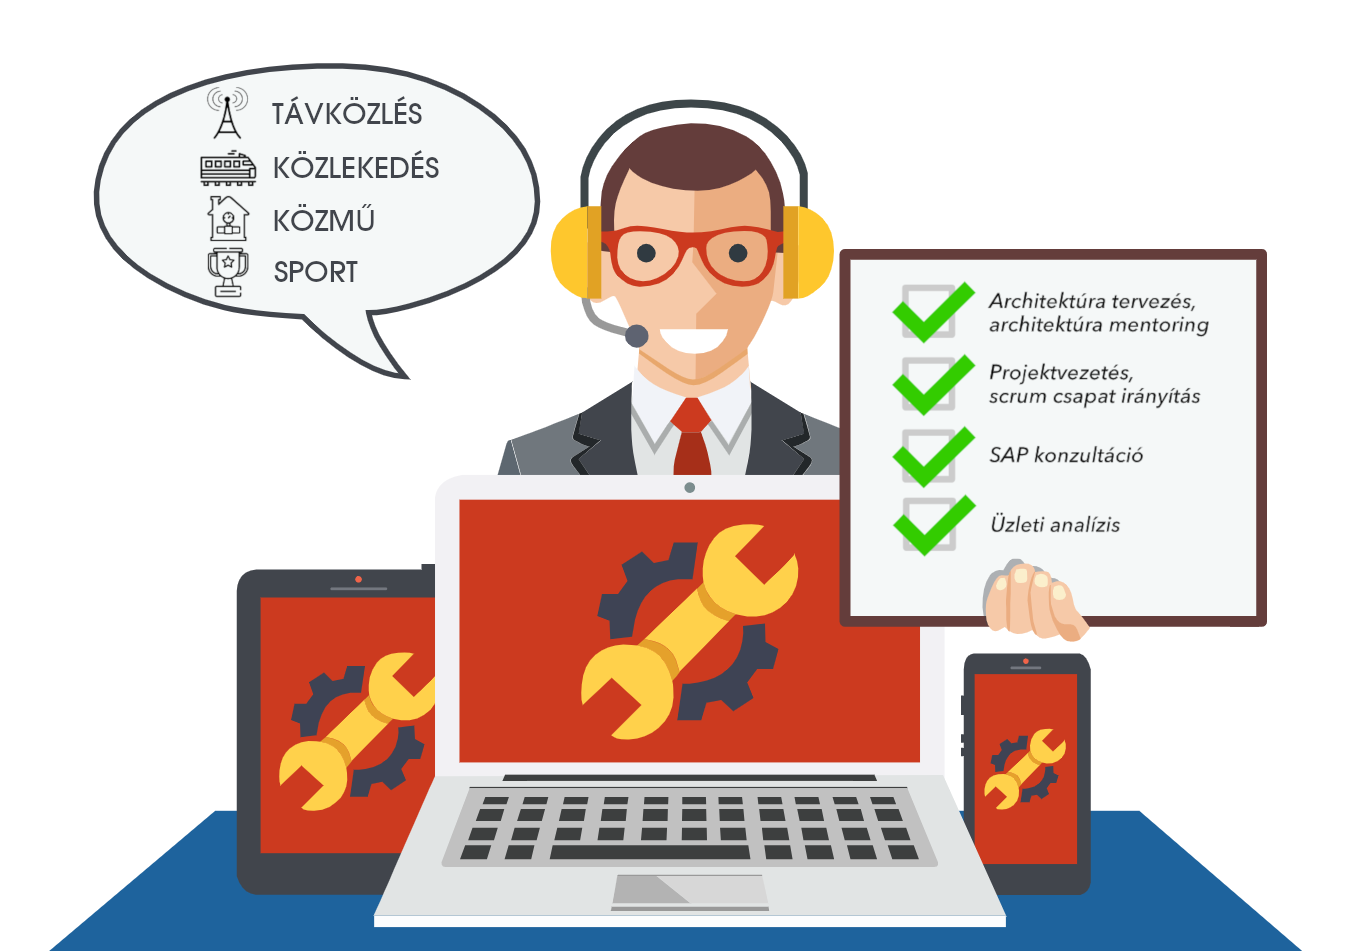 TÁVKÖZLÉS
KÖZLEKEDÉS
KÖZMŰ
SPORT
Architektúra tervezés,
architektúra mentoring
Projektvezetés,
scrum csapat irányítás
SAP konzultáció
Üzleti analízis